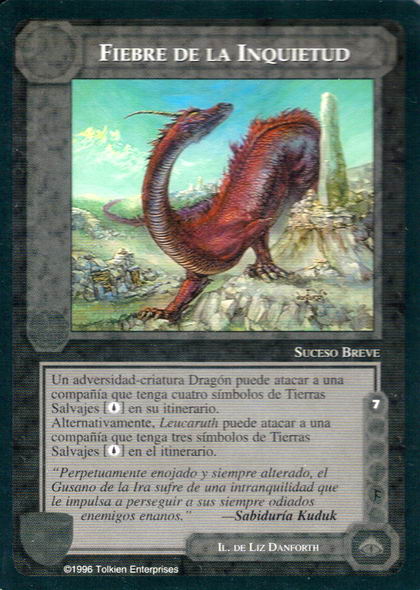 FIEBRE DE LA INQUIETUD
SUCESO BREVE
Un adversidad-criatura Dragón puede atacar a una
compañía que tenga cuatro símbolos de Tierras
Salvajes [ ] en su itinerario.
Alternativamente, Leucaruth puede atacar a una
compañía que tenga tres símbolos de Tierras
Salvajes [ ] en el itinerario.
7
"Perpetuamente enojado y siempre alterado, el
Gusano de la Ira sufre de una intranquilidad que
le impulsa a perseguir a sus siempre odiados
enemigos enanos." —Sabiduría Kuduk
F
IL. DE LIZ DANFORTH
©1996 Tolkien Enterprises